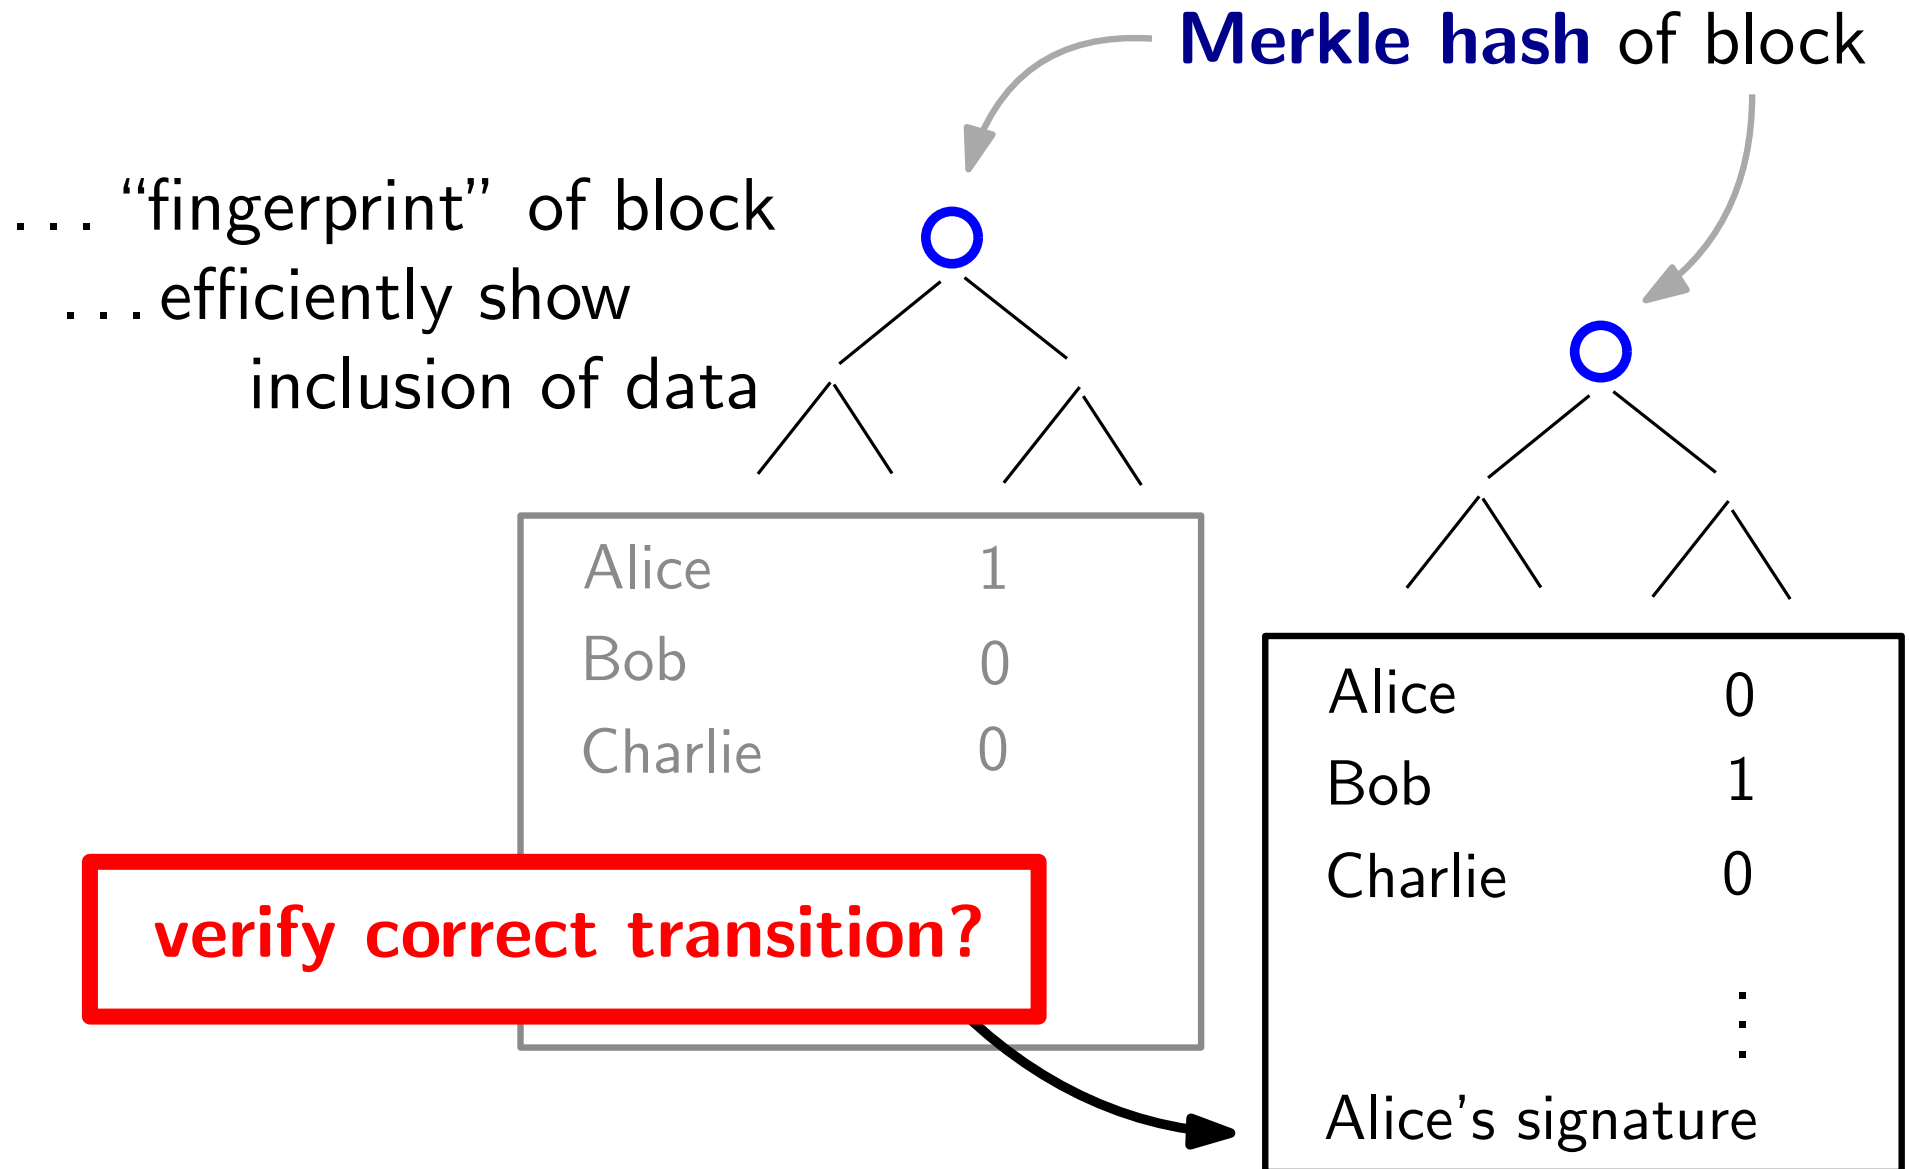 Merkle hash of block
. . . “fingerprint” of block
. . . efficiently show
inclusion of data
Alice 1
Bob 0
Charlie 0
verify correct transition?
Alice 0
Bob 1
Charlie 0
⋮
Alice’s signature